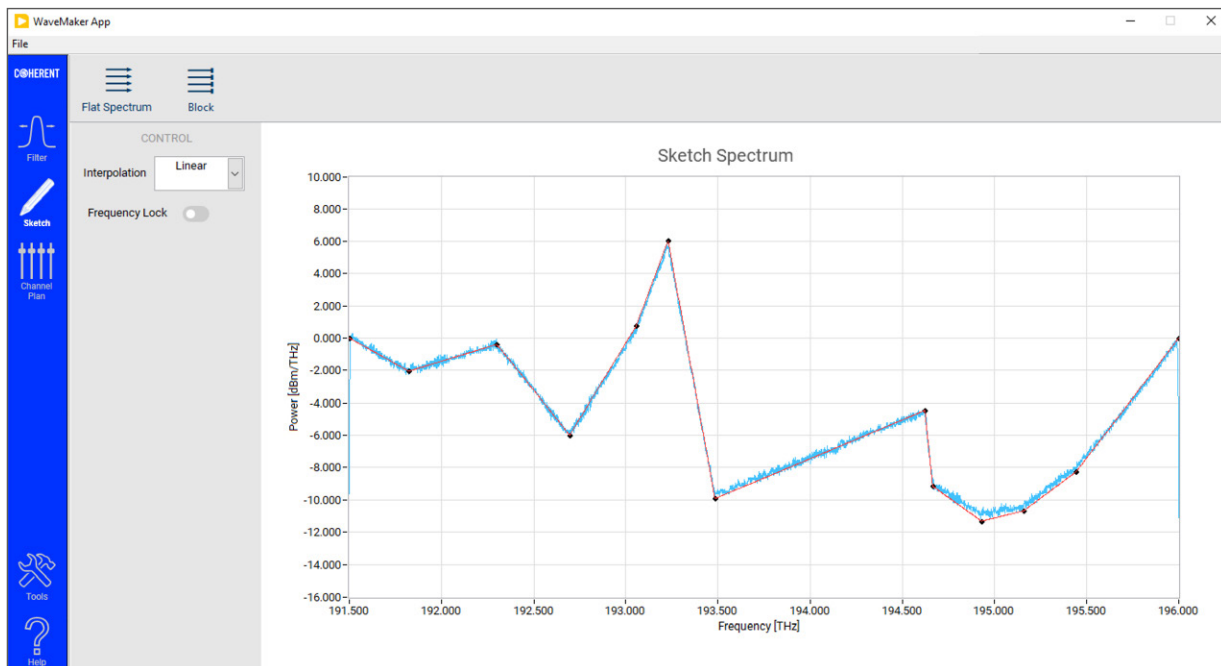 WaveMaker App
File
COHERENT
Filter
Sketch
Channel
Plan
Tools
Help
Flat Spectrum
Block
CONTROL
Interpolation
Linear
Frequency Lock
Sketch Spectrum
Power [dBm/THz]
10.000
8.000
6.000
4.000
2.000
0.000
-2.000
-4.000
-6.000
-8.000
-10.000
-12.000
-14.000
-16.000
191.500 192.000 192.500 193.000 193.500 194.000 194.500 195.000 195.500 196.000
Frequency [THz]